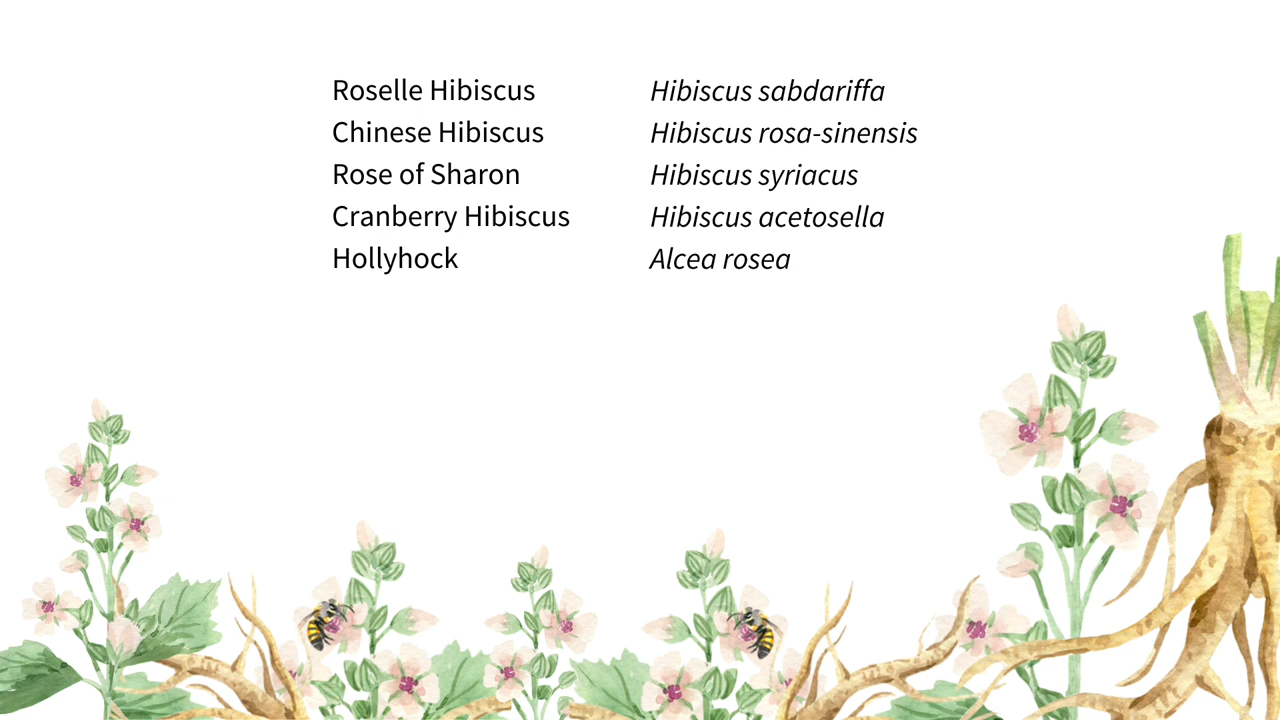 Roselle Hibiscus Hibiscus sabdariffa
Chinese Hibiscus Hibiscus rosa-sinensis
Rose of Sharon Hibiscus syriacus
Cranberry Hibiscus Hibiscus acetosella
Hollyhock Alcea rosea